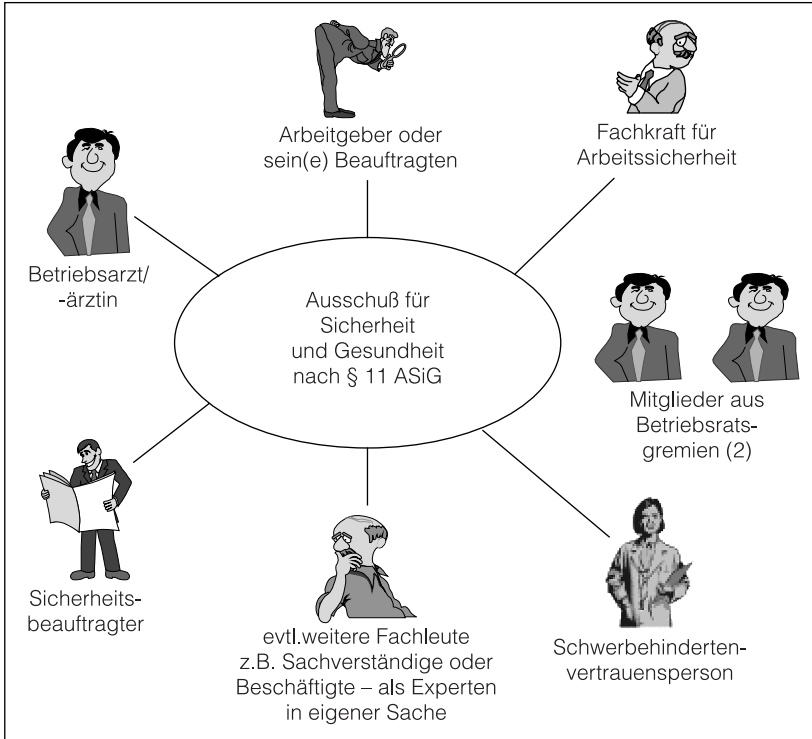 Arbeitgeber oder
sein(e) Beauftragten
Fachkraft für
Arbeitssicherheit
Betriebsarzt/
-ärztin
Ausschuß für
Sicherheit
und Gesundheit
nach § 11 ASiG
Mitglieder aus
Betriebsrats-
gremien (2)
Sicherheits-
beauftragter
evtl.weitere Fachleute
z.B. Sachverständige oder
Beschäftigte – als Experten
in eigener Sache
Schwerbehinderten-
vertrauensperson